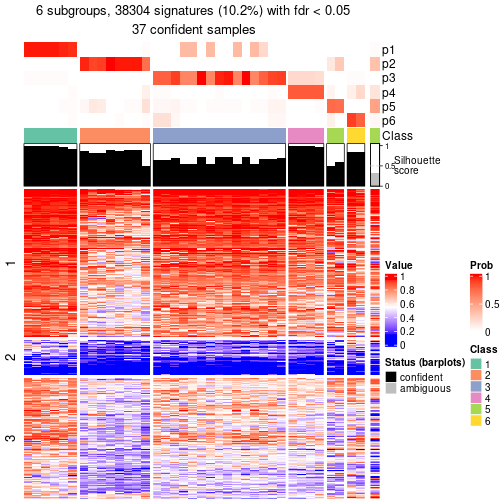 6 subgroups, 38304 signatures (10.2%) with fdr < 0.05
37 confident samples
p1
p2
p3
p4
p5
p6
Class
1
0.5
0
Silhouette
score
1
2
3
Value
1
0.8
0.6
0.4
0.2
0
Status (barplots)
confident
ambiguous
Prob
1
0.5
0
Class
1
2
3
4
5
6